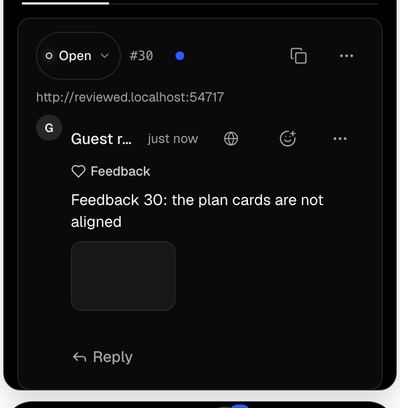 Open #30
http://reviewed.localhost:54717
G
Guest r... just now
Feedback
Feedback 30: the plan cards are not
aligned
Reply